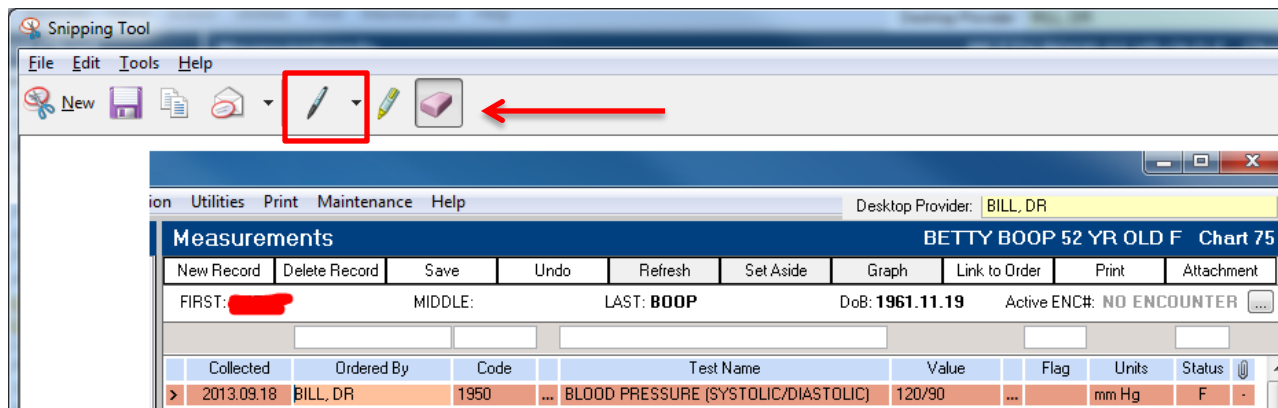 Snipping Tool
File Edit Tools Help
New
ion Utilities Print Maintenance Help
Desktop Provider: BILL, DR
Measurements BETTY BOOP 52 YR OLD F Chart 75
New Record Delete Record Save Undo Refresh Set Aside Graph Link to Order Print Attachment
FIRST: MIDDLE: LAST: BOOP DoB: 1961.11.19 Active ENC#: NO ENCOUNTER ...
Collected Ordered By Code Test Name Value Flag Units Status
> 2013.09.18 BILL, DR 1950 ... BLOOD PRESSURE (SYSTOLIC/DIASTOLIC) 120/90 ... mm Hg F -